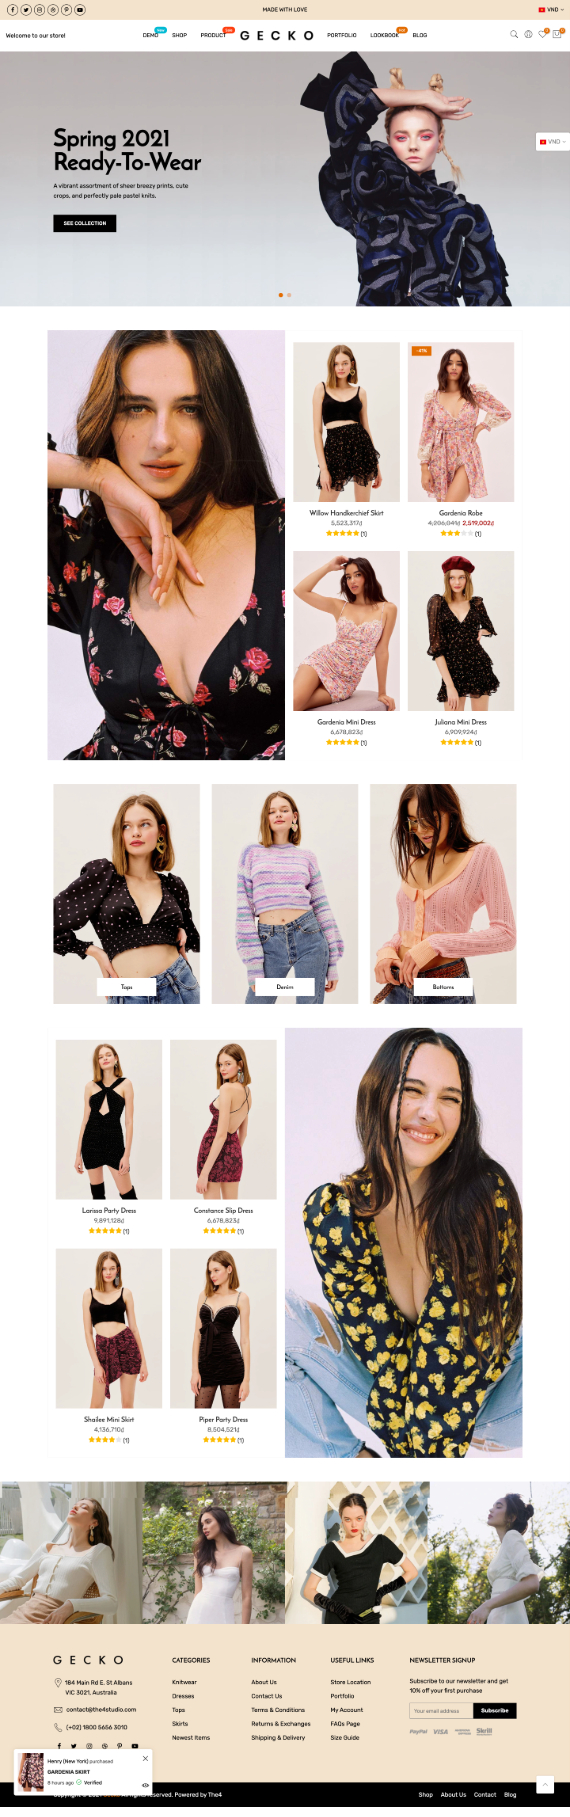 MADE WITH LOVE
VND
Welcome to our store!
DEMO
New
SHOP
PRODUCT
Sale
GECKO
PORTFOLIO
LOOKBOOK
BLOG
Spring 2021
Ready-To-Wear
A vibrant assortment of sheer breezy prints, cute
crops, and perfectly pale pastel knits.
SEE COLLECTION
VND
-41%
Willow Handkerchief Skirt
5,523,317₫
(1)
Gardenia Robe
4,206,041₫ 2,519,002₫
(1)
Gardenia Mini Dress
6,678,823₫
(1)
Juliana Mini Dress
6,909,924₫
(1)
Tops
Denim
Bottoms
Larissa Party Dress
9,891,128₫
(1)
Constance Slip Dress
6,678,823₫
(1)
Shailee Mini Skirt
4,136,710₫
(1)
Piper Party Dress
8,504,521₫
(1)
GECKO
184 Main Rd E, St Albans
VIC 3021, Australia
contact@the4studio.com
(+02) 1800 5656 3010
CATEGORIES
Knitwear
Dresses
Tops
Skirts
Newest Items
INFORMATION
About Us
Contact Us
Terms & Conditions
Returns & Exchanges
Shipping & Delivery
USEFUL LINKS
Store Location
Portfolio
My Account
FAQs Page
Size Guide
NEWSLETTER SIGNUP
Subscribe to our newsletter and get
10% off your first purchase
Your email address
Subscribe
PayPal VISA Skrill
Henry (New York) purchased
GARDENIA SKIRT
8 hours ago Verified
rights reserved. Powered by The4
Shop About Us Contact Blog